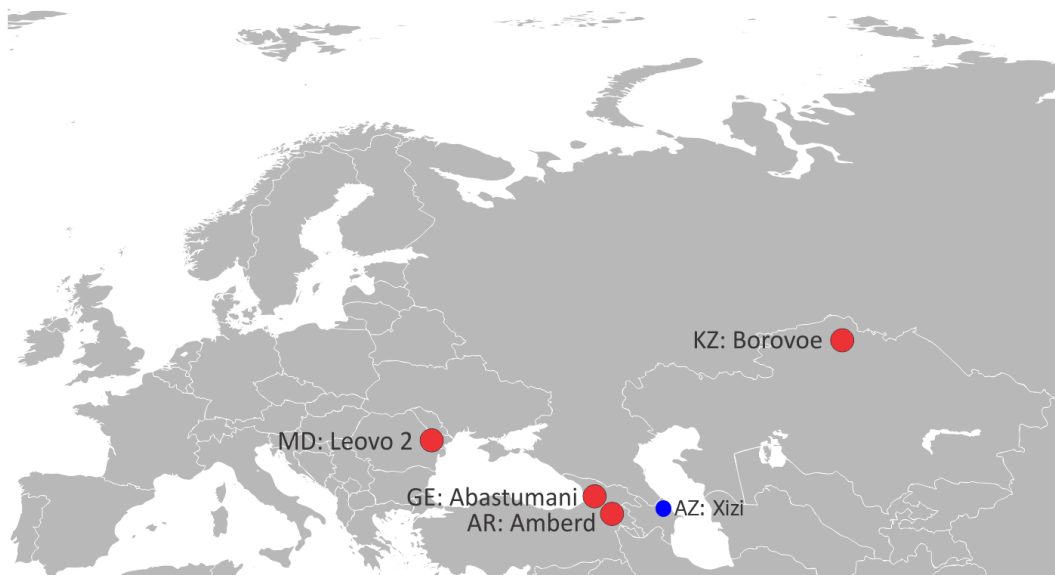 KZ: Borovoe
MD: Leovo 2
GE: Abastumani
AZ: Xizi
AR: Amberd